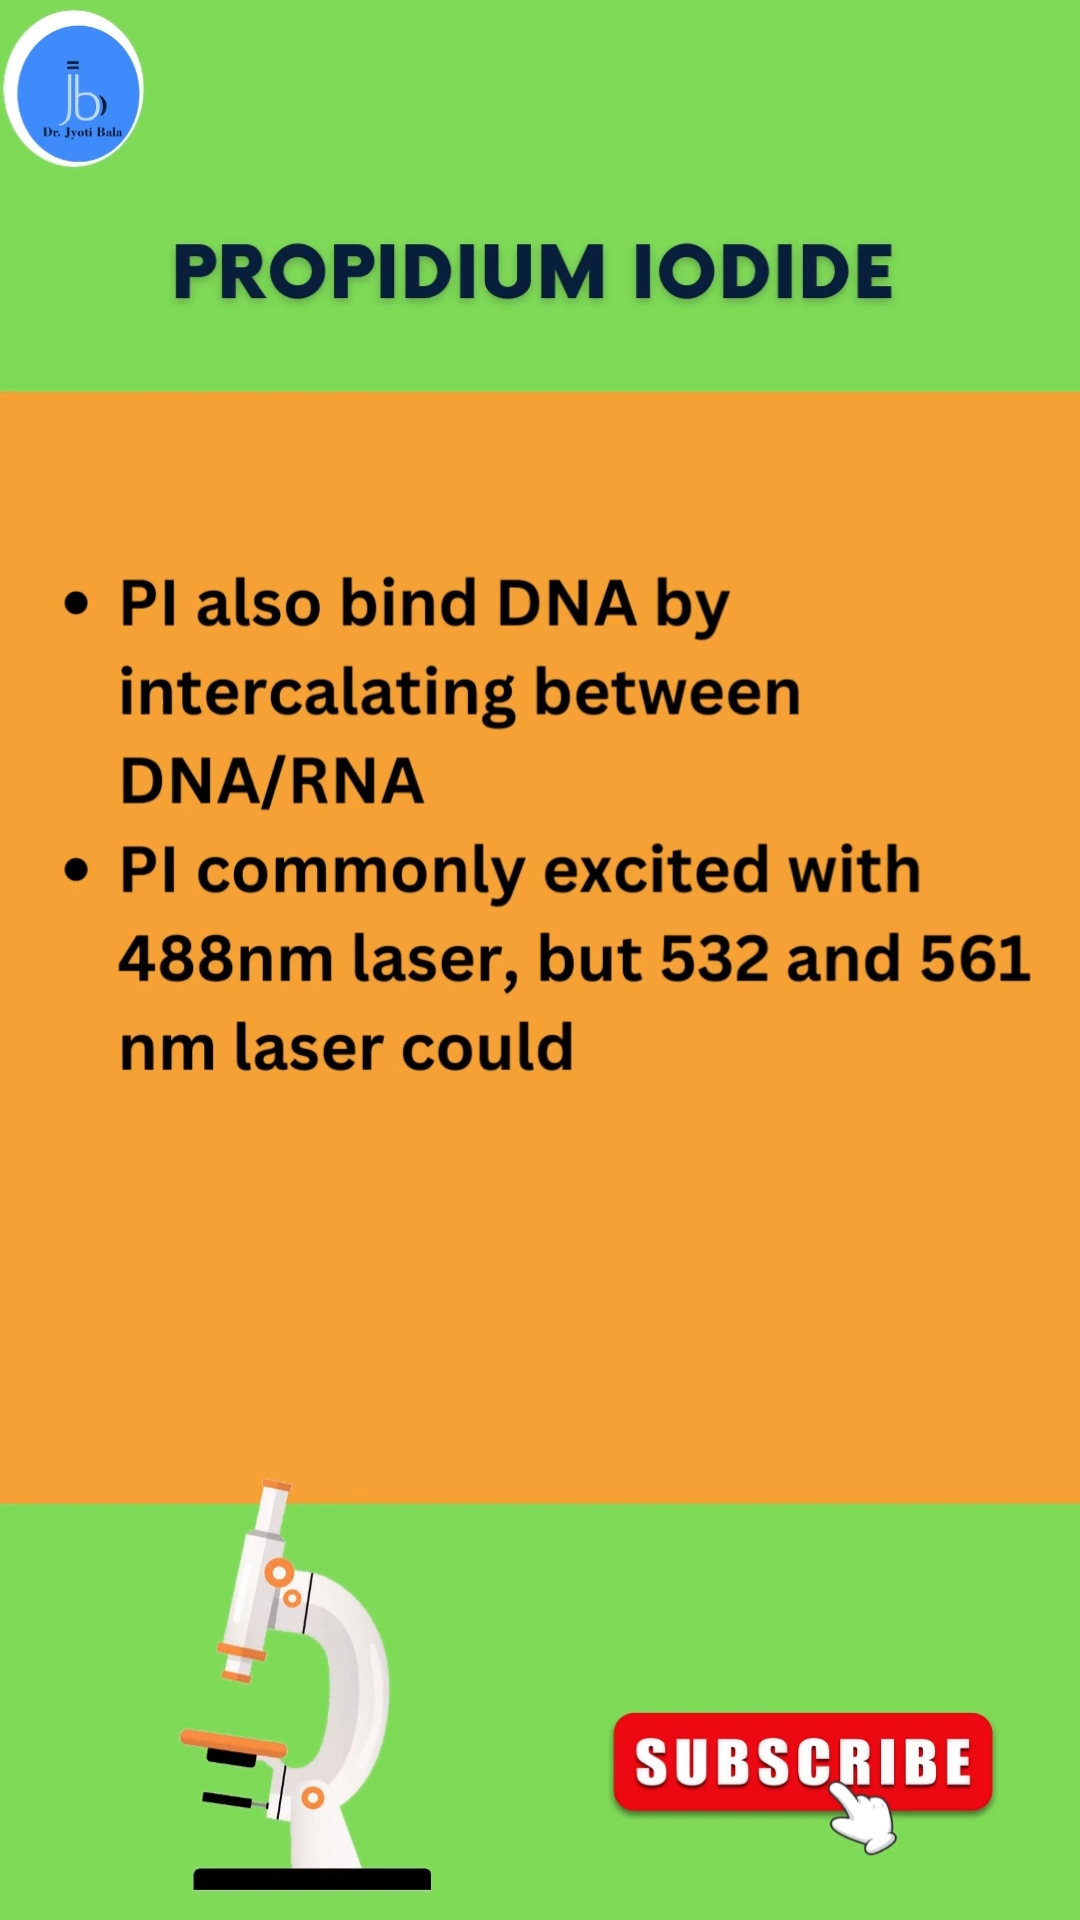 Dr. Jyoti Bala
PROPIDIUM IODIDE
• PI also bind DNA by
intercalating between
DNA/RNA
• PI commonly excited with
488nm laser, but 532 and 561
nm laser could
SUBSCRIBE